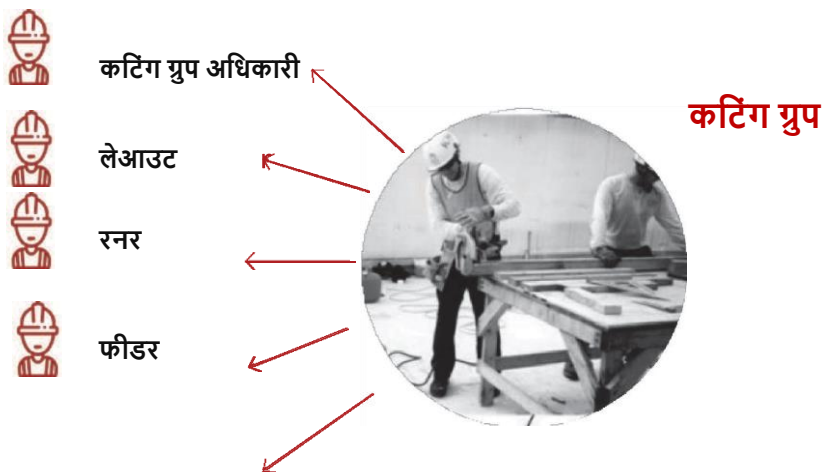 कटिंग ग्रुप
कटिंग ग्रुप अधिकारी
लेआउट
रनर
फीडर